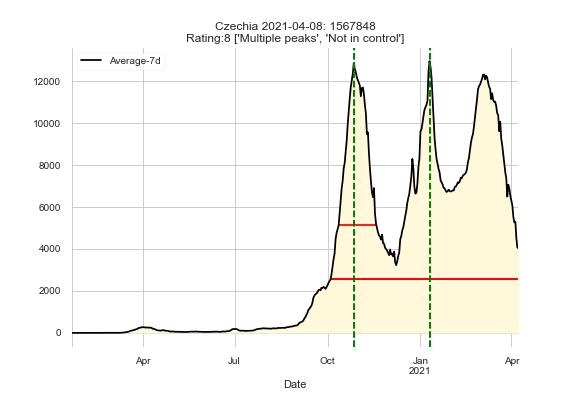 Czechia 2021-04-08: 1567848
Rating:8 ['Multiple peaks', 'Not in control']
Average-7d
12000
10000
8000
6000
4000
2000
0
Apr Jul Oct Jan Apr
2021
Date